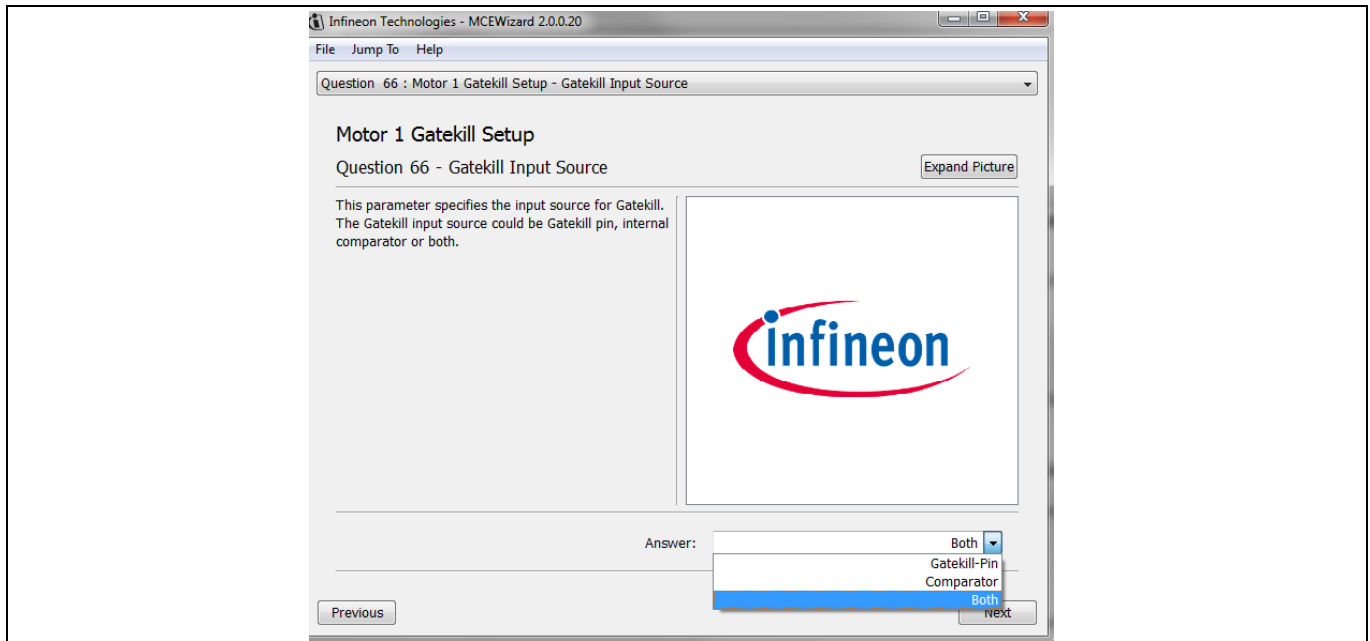 Infineon Technologies - MCEWizard 2.0.0.20
File Jump To Help
Question 66 : Motor 1 Gatekill Setup - Gatekill Input Source
Motor 1 Gatekill Setup
Question 66 - Gatekill Input Source
Expand Picture
This parameter specifies the input source for Gatekill.
The Gatekill input source could be Gatekill pin, internal
comparator or both.
infineon
Answer:
Both
Gatekill-Pin
Comparator
Both
Previous
Next